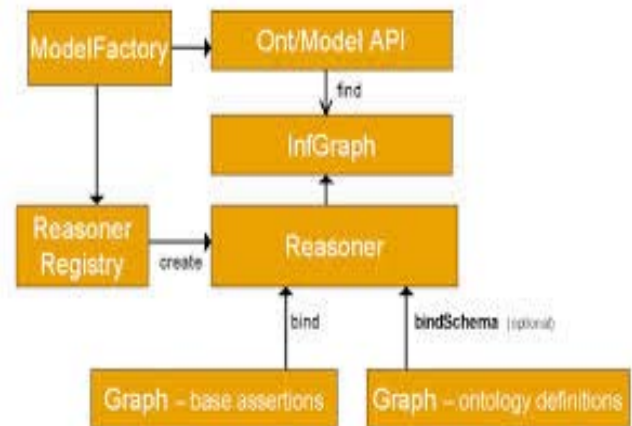 ModelFactory
Ont/Model API
find
InfGraph
Reasoner
Registry
create
Reasoner
bind
bindSchema (optional)
Graph – base assertions
Graph – ontology definitions